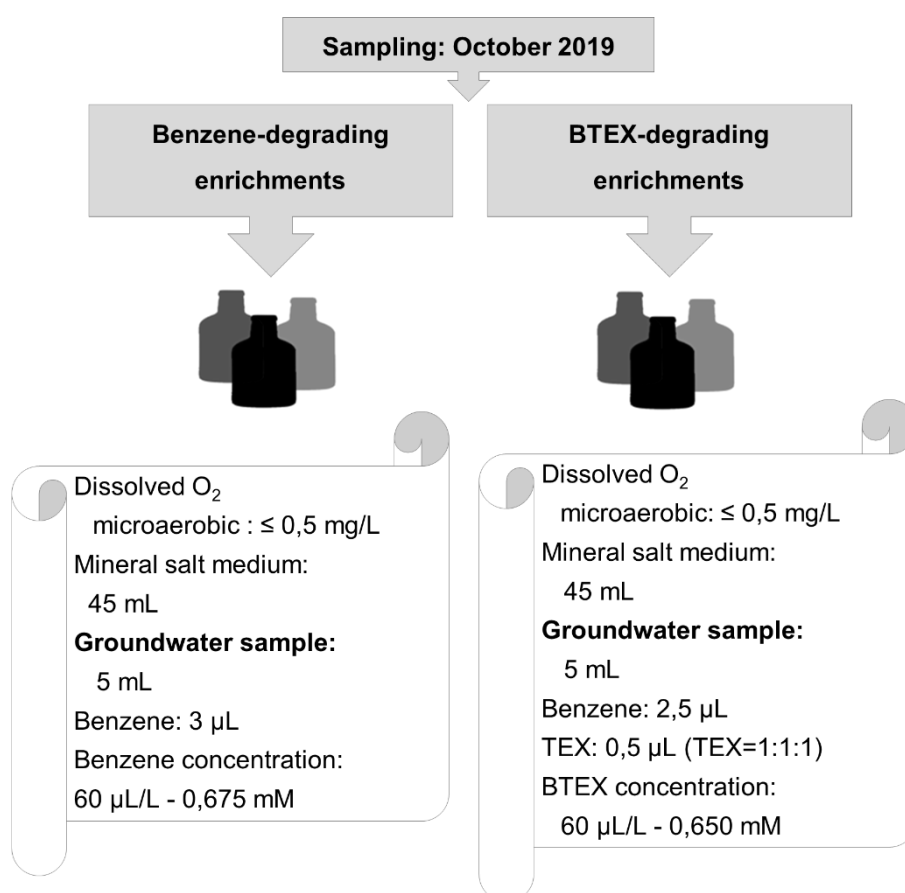 Sampling: October 2019
Benzene-degrading
enrichments
BTEX-degrading
enrichments
Dissolved O₂
microaerobic : ≤ 0,5 mg/L
Mineral salt medium:
45 mL
Groundwater sample:
5 mL
Benzene: 3 µL
Benzene concentration:
60 µL/L - 0,675 mM
Dissolved O₂
microaerobic: ≤ 0,5 mg/L
Mineral salt medium:
45 mL
Groundwater sample:
5 mL
Benzene: 2,5 µL
TEX: 0,5 µL (TEX=1:1:1)
BTEX concentration:
60 µL/L - 0,650 mM